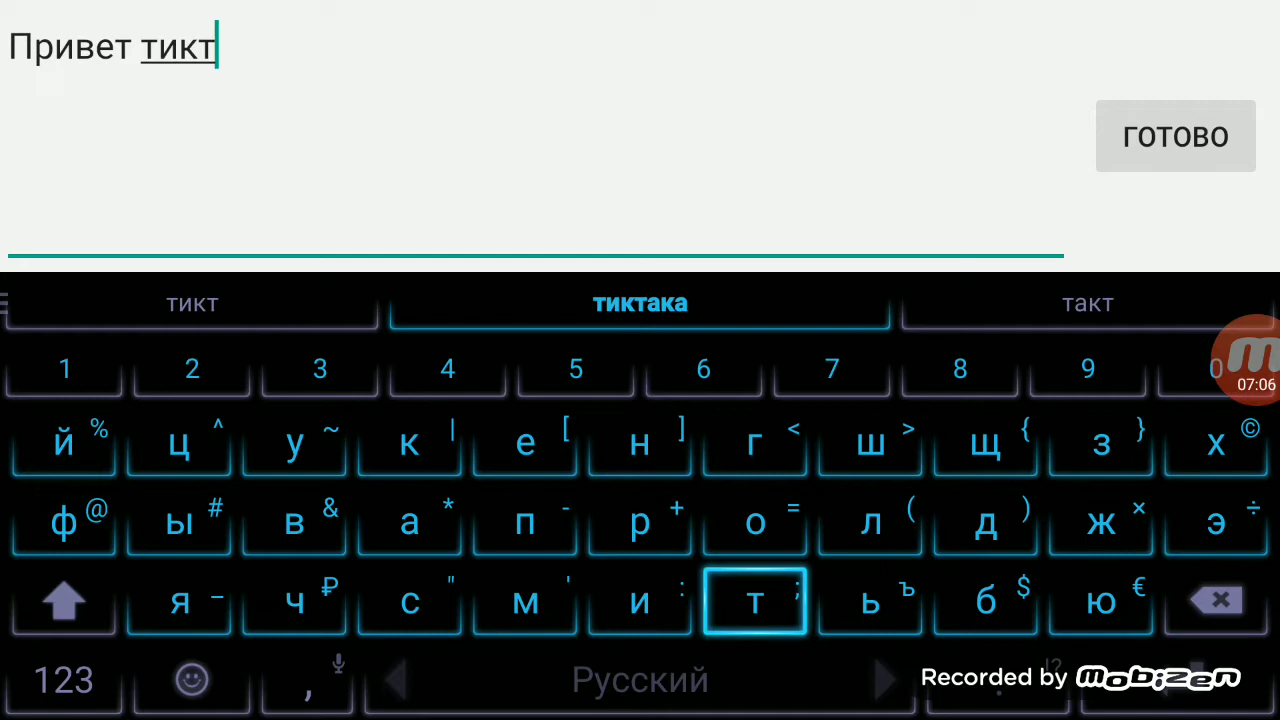 Привет тикт
ГОТОВО
тикт тиктака такт
1 2 3 4 5 6 7 8 9 0
07:06
й % ц ^ у ~ к | е [ н ] г < ш > щ { з } х ©
ф @ ы # в & а * п - р + о = л ( д ) ж × э ÷
я _ ч ₽ с " м ' и : т ; ь ъ б $ ю €
123 , Русский . !?
Recorded by mobizen